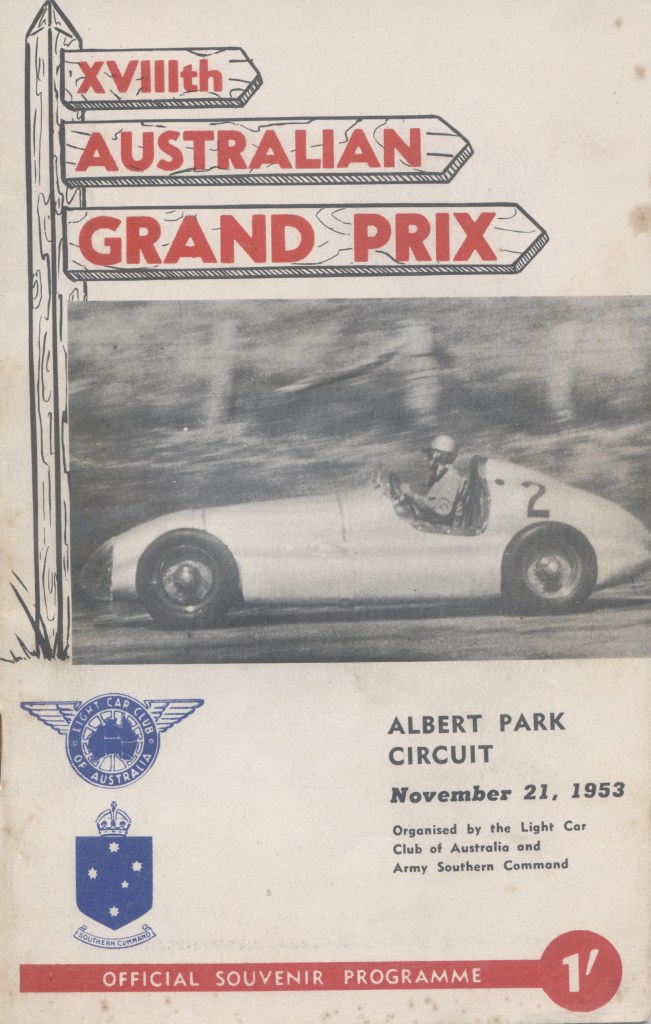 XVIIIth
AUSTRALIAN
GRAND PRIX
2
LIGHT CAR CLUB
OF AUSTRALIA
ALBERT PARK
CIRCUIT
November 21, 1953
Organised by the Light Car
Club of Australia and
Army Southern Command
SOUTHERN COMMAND
OFFICIAL SOUVENIR PROGRAMME
1/